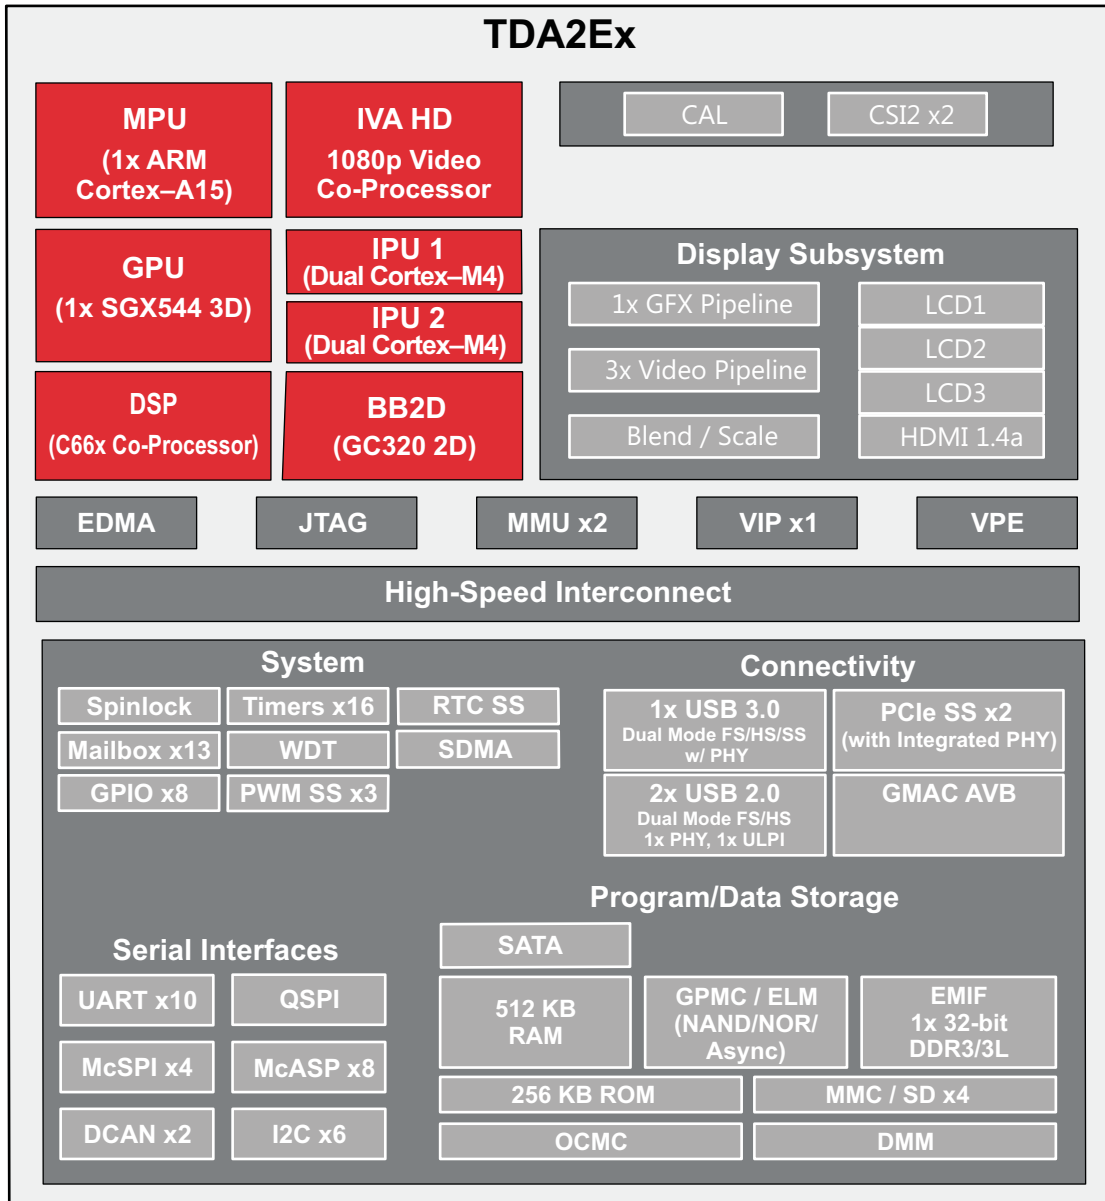 TDA2Ex
MPU
(1x ARM
Cortex–A15)
IVA HD
1080p Video
Co-Processor
CAL
CSI2 x2
GPU
(1x SGX544 3D)
IPU 1
(Dual Cortex–M4)
IPU 2
(Dual Cortex–M4)
DSP
(C66x Co-Processor)
BB2D
(GC320 2D)
Display Subsystem
1x GFX Pipeline
3x Video Pipeline
Blend / Scale
LCD1
LCD2
LCD3
HDMI 1.4a
EDMA
JTAG
MMU x2
VIP x1
VPE
High-Speed Interconnect
System
Spinlock
Timers x16
RTC SS
Mailbox x13
WDT
SDMA
GPIO x8
PWM SS x3
Connectivity
1x USB 3.0
Dual Mode FS/HS/SS
w/ PHY
PCIe SS x2
(with Integrated PHY)
2x USB 2.0
Dual Mode FS/HS
1x PHY, 1x ULPI
GMAC AVB
Serial Interfaces
UART x10
QSPI
McSPI x4
McASP x8
DCAN x2
I2C x6
Program/Data Storage
SATA
512 KB
RAM
GPMC / ELM
(NAND/NOR/
Async)
EMIF
1x 32-bit
DDR3/3L
256 KB ROM
MMC / SD x4
OCMC
DMM